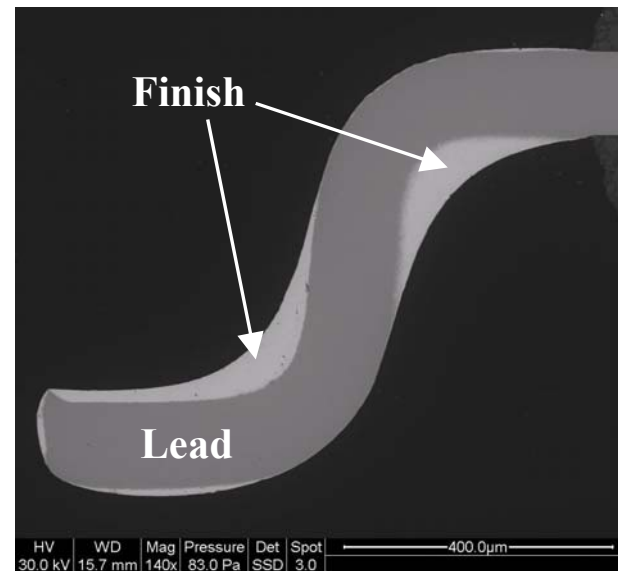 Finish
Lead
HV WD Mag Pressure Det Spot
30.0 kV 15.7 mm 140x 83.0 Pa SSD 3.0
400.0µm